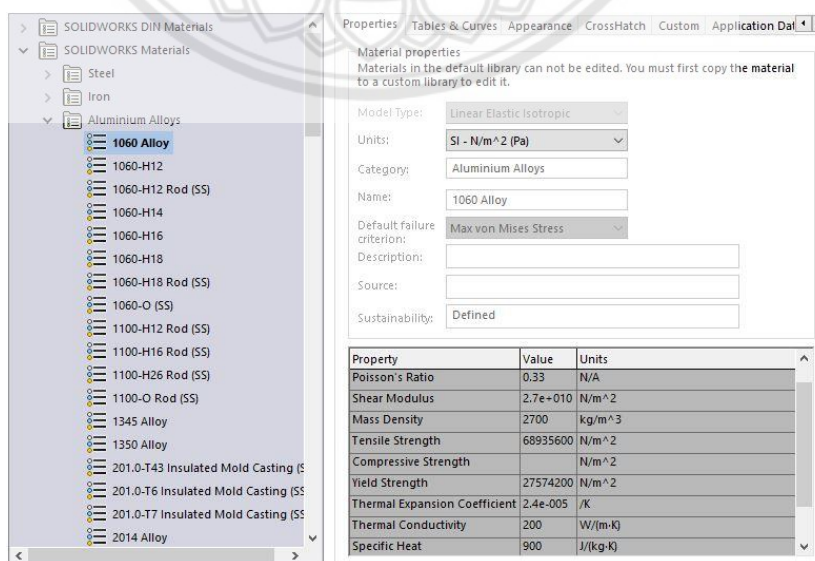 SOLIDWORKS DIN Materials
SOLIDWORKS Materials
Steel
Iron
Aluminium Alloys
1060 Alloy
1060-H12
1060-H12 Rod (SS)
1060-H14
1060-H16
1060-H18
1060-H18 Rod (SS)
1060-O (SS)
1100-H12 Rod (SS)
1100-H16 Rod (SS)
1100-H26 Rod (SS)
1100-O Rod (SS)
1345 Alloy
1350 Alloy
201.0-T43 Insulated Mold Casting (S
201.0-T6 Insulated Mold Casting (SS
201.0-T7 Insulated Mold Casting (SS
2014 Alloy
Properties Tables & Curves Appearance CrossHatch Custom Application Dat
Material properties
Materials in the default library can not be edited. You must first copy the material
to a custom library to edit it.
Model Type: Linear Elastic Isotropic
Units: SI - N/m^2 (Pa)
Category: Aluminium Alloys
Name: 1060 Alloy
Default failure
criterion: Max von Mises Stress
Description:
Source:
Sustainability: Defined
Property Value Units
Poisson's Ratio 0.33 N/A
Shear Modulus 2.7e+010 N/m^2
Mass Density 2700 kg/m^3
Tensile Strength 68935600 N/m^2
Compressive Strength N/m^2
Yield Strength 27574200 N/m^2
Thermal Expansion Coefficient 2.4e-005 /K
Thermal Conductivity 200 W/(m·K)
Specific Heat 900 J/(kg·K)